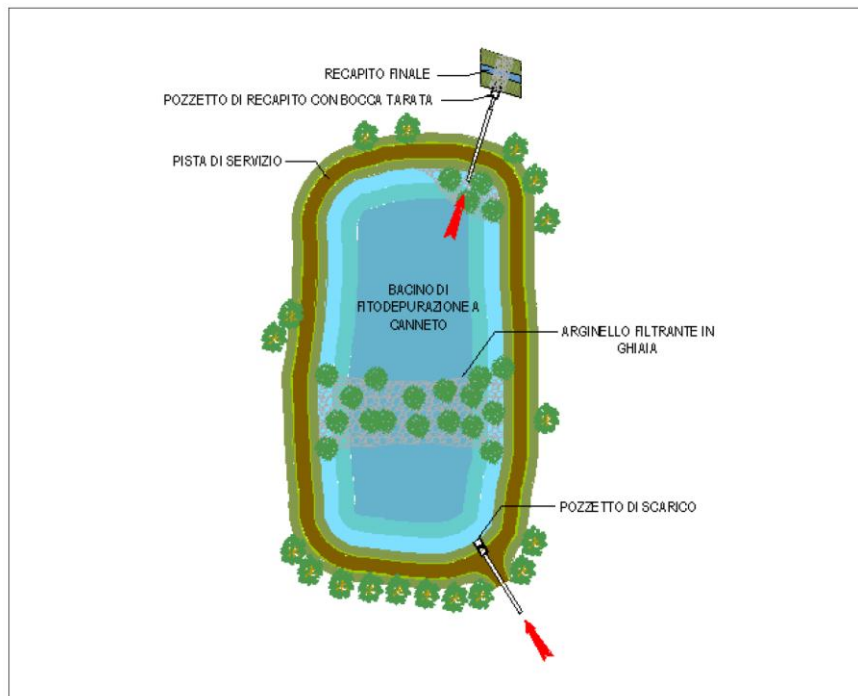 RECAPITO FINALE
POZZETTO DI RECAPITO CON BOCCA TARATA
PISTA DI SERVIZIO
BACINO DI
FITODEPURAZIONE A
CANNETO
ARGINELLO FILTRANTE IN
GHIAIA
POZZETTO DI SCARICO